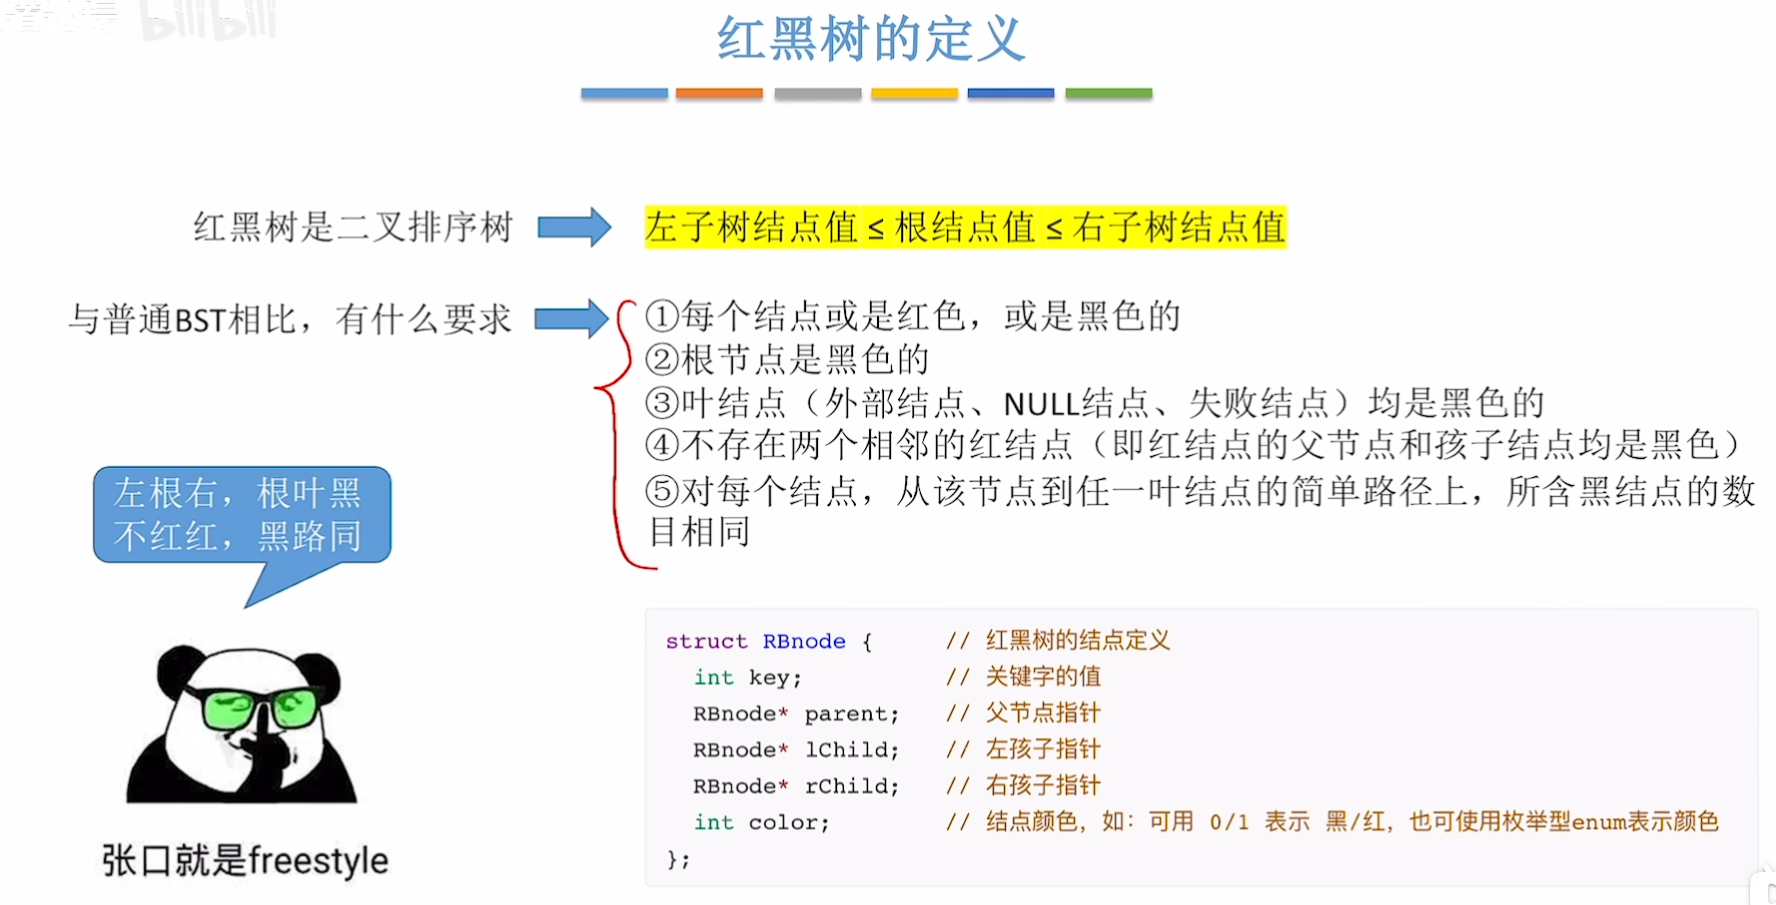 bilibili
红黑树的定义
红黑树是二叉排序树
左子树结点值 ≤ 根结点值 ≤ 右子树结点值
与普通BST相比，有什么要求
①每个结点或是红色，或是黑色的
②根节点是黑色的
③叶结点（外部结点、NULL结点、失败结点）均是黑色的
④不存在两个相邻的红结点（即红结点的父节点和孩子结点均是黑色）
⑤对每个结点，从该节点到任一叶结点的简单路径上，所含黑结点的数
目相同
左根右，根叶黑
不红红，黑路同
张口就是freestyle
struct RBnode { // 红黑树的结点定义
int key; // 关键字的值
RBnode* parent; // 父节点指针
RBnode* lChild; // 左孩子指针
RBnode* rChild; // 右孩子指针
int color; // 结点颜色，如：可用 0/1 表示 黑/红，也可使用枚举型enum表示颜色
};